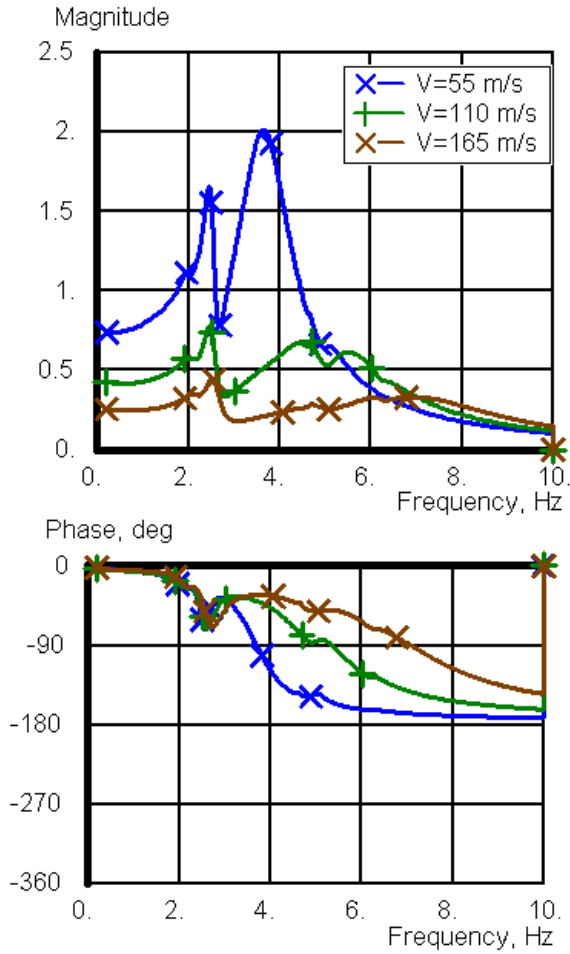 Magnitude
2.5
2.
1.5
1.
0.5
0.
V=55 m/s
V=110 m/s
V=165 m/s
0. 2. 4. 6. 8. 10.
Frequency, Hz
Phase, deg
0
-90
-180
-270
-360
0. 2. 4. 6. 8. 10.
Frequency, Hz